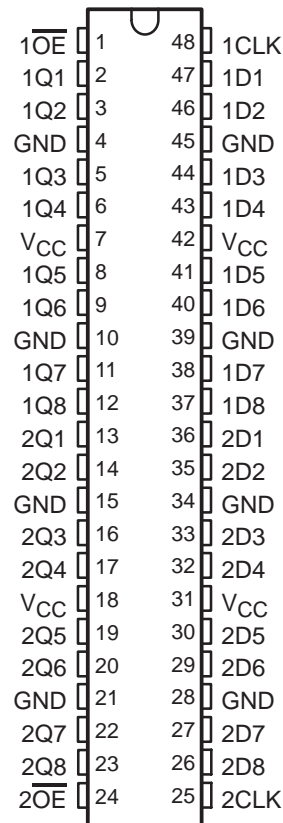 1O̅E̅ 1 48 1CLK
1Q1 2 47 1D1
1Q2 3 46 1D2
GND 4 45 GND
1Q3 5 44 1D3
1Q4 6 43 1D4
VCC 7 42 VCC
1Q5 8 41 1D5
1Q6 9 40 1D6
GND 10 39 GND
1Q7 11 38 1D7
1Q8 12 37 1D8
2Q1 13 36 2D1
2Q2 14 35 2D2
GND 15 34 GND
2Q3 16 33 2D3
2Q4 17 32 2D4
VCC 18 31 VCC
2Q5 19 30 2D5
2Q6 20 29 2D6
GND 21 28 GND
2Q7 22 27 2D7
2Q8 23 26 2D8
2O̅E̅ 24 25 2CLK